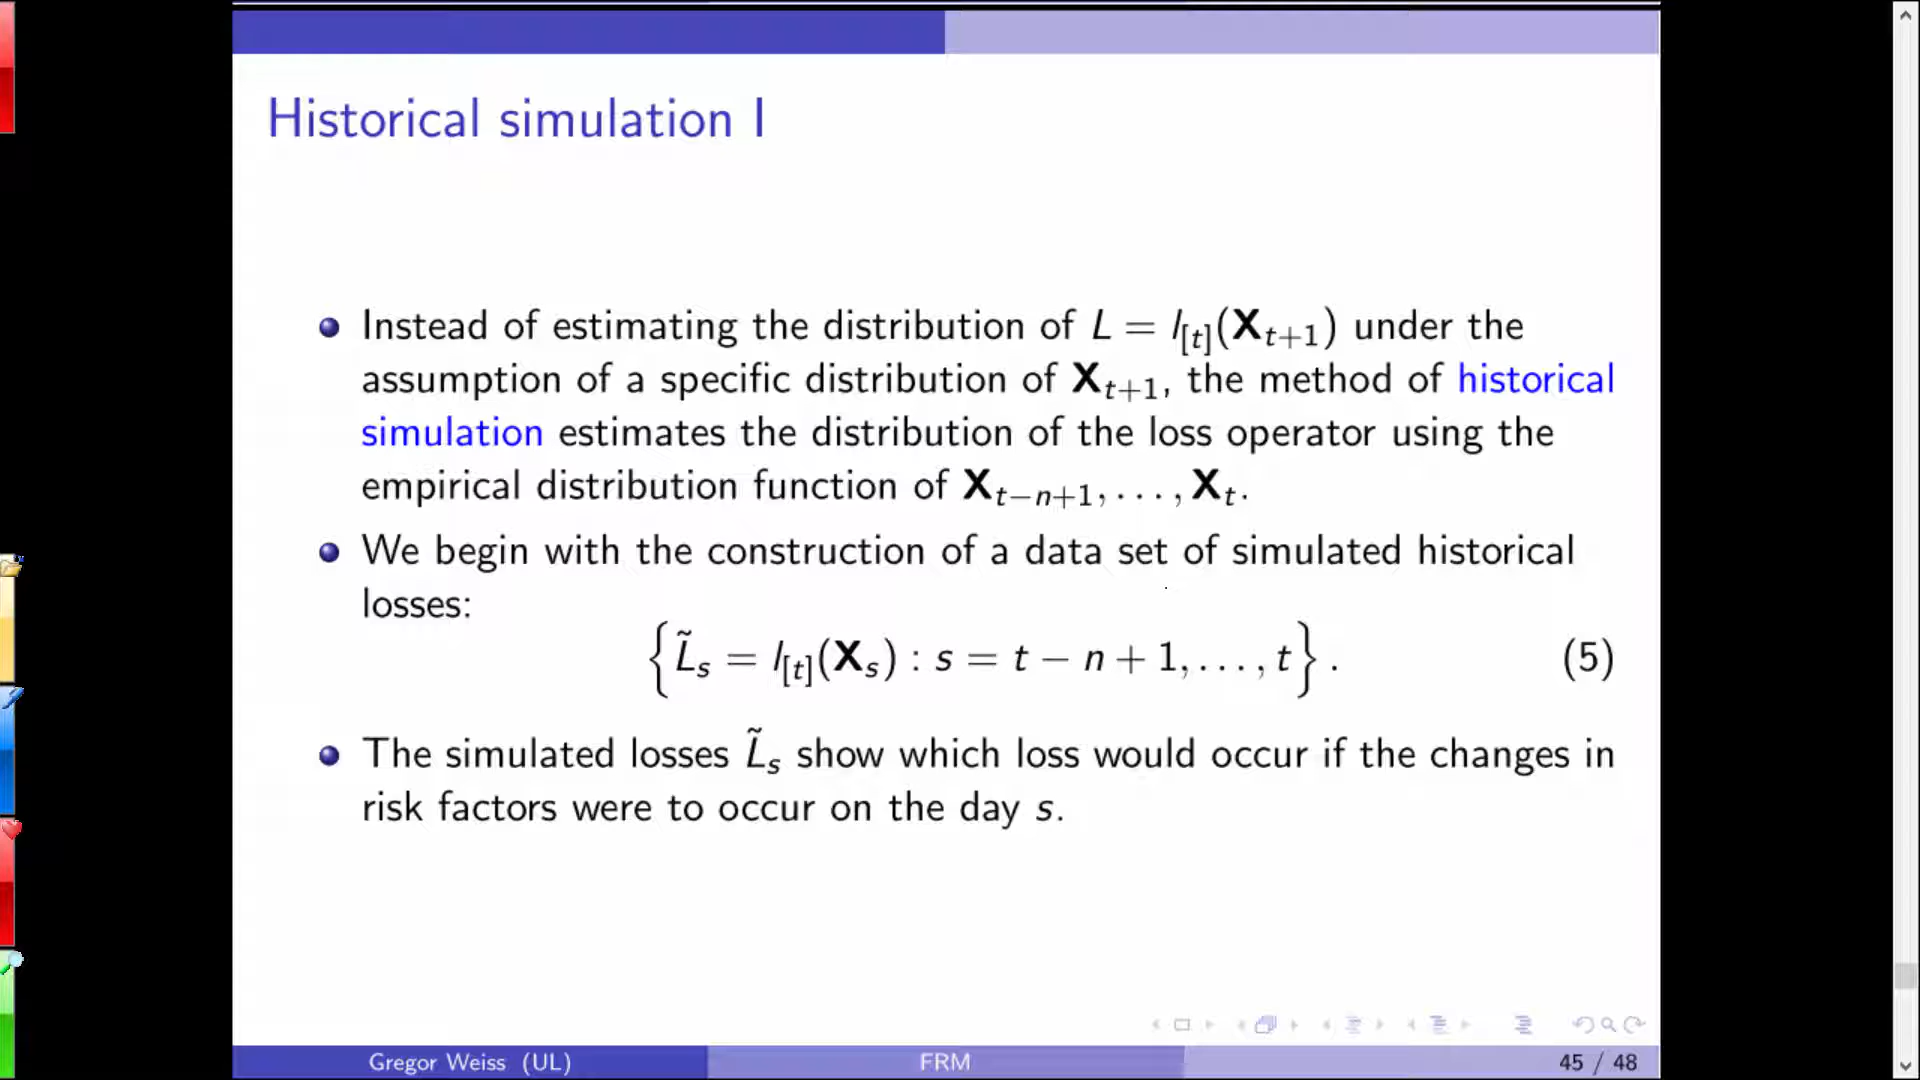 Historical simulation I
Instead of estimating the distribution of L = l[t](Xt+1) under the
assumption of a specific distribution of Xt+1, the method of historical
simulation estimates the distribution of the loss operator using the
empirical distribution function of Xt−n+1, . . . , Xt.
We begin with the construction of a data set of simulated historical
losses:
{L̃s = l[t](Xs) : s = t − n + 1, . . . , t} . (5)
The simulated losses L̃s show which loss would occur if the changes in
risk factors were to occur on the day s.
Gregor Weiss (UL) FRM 45 / 48